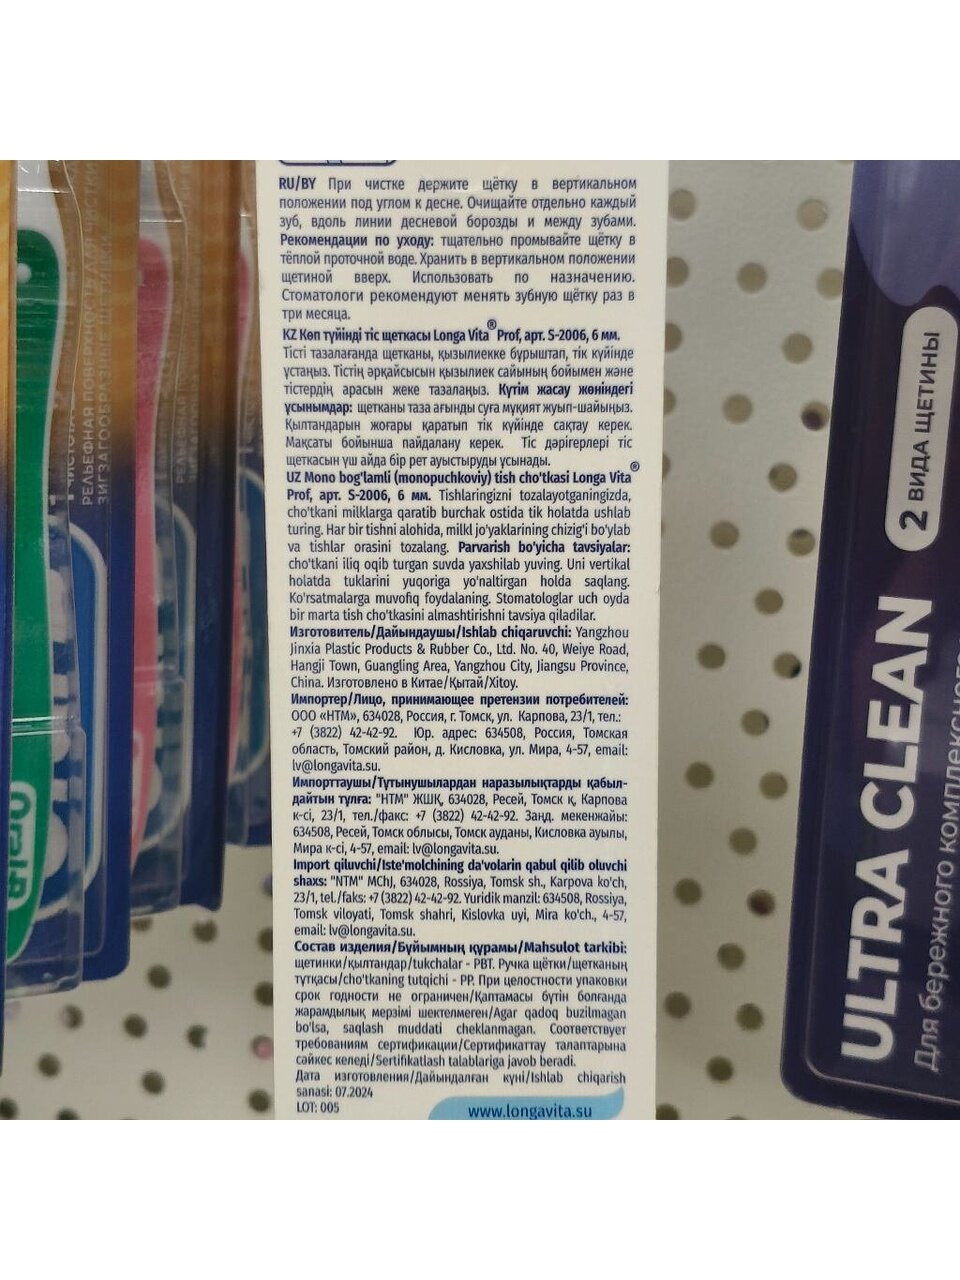 RU/BY При чистке держите щётку в вертикальном
положении под углом к десне. Очищайте отдельно каждый
зуб, вдоль линии десневой борозды и между зубами.
Рекомендации по уходу: тщательно промывайте щётку в
тёплой проточной воде. Хранить в вертикальном положении
щетиной вверх. Использовать по назначению.
Стоматологи рекомендуют менять зубную щётку раз в
три месяца.
KZ Көп түйінді тіс щеткасы Longa Vita® Prof, арт. S-2006, 6 мм.
Тісті тазалағанда щетканы, қызылиекке бұрыштап, тік күйінде
ұстаңыз. Тістің әрқайсысын қызылиек сайының бойымен және
тістердің арасын жеке тазалаңыз. Күтім жасау жөніндегі
ұсынымдар: щетканы таза ағынды суға мұқият жуып-шайыңыз.
Қылтандарын жоғары қаратып тік күйінде сақтау керек.
Мақсаты бойынша пайдалану керек. Тіс дәрігерлері тіс
щеткасын үш айда бір рет ауыстыруды ұсынады.
UZ Mono bog'lamli (monopuchkoviy) tish cho'tkasi Longa Vita®
Prof, арт. S-2006, 6 мм. Tishlaringizni tozalayotganingizda,
cho'tkani milklarga qaratib burchak ostida tik holatda ushlab
turing. Har bir tishni alohida, milkl jo'yaklarining chizig'i bo'ylab
va tishlar orasini tozalang. Parvarish bo'yicha tavsiyalar:
cho'tkani iliq oqib turgan suvda yaxshilab yuving. Uni vertikal
holatda tuklarini yuqoriga yo'naltirgan holda saqlang.
Ko'rsatmalarga muvofiq foydalaning. Stomatologlar uch oyda
bir marta tish cho'tkasini almashtirishni tavsiya qiladilar.
Изготовитель/Дайындаушы/Ishlab chiqaruvchi: Yangzhou
Jinxia Plastic Products & Rubber Co., Ltd. No. 40, Weiye Road,
Hangji Town, Guangling Area, Yangzhou City, Jiangsu Province,
China. Изготовлено в Китае/Қытай/Xitoy.
Импортер/Лицо, принимающее претензии потребителей:
ООО «НТМ», 634028, Россия, г. Томск, ул. Карпова, 23/1, тел.:
+7 (3822) 42-42-92. Юр. адрес: 634508, Россия, Томская
область, Томский район, д. Кисловка, ул. Мира, 4-57, email:
lv@longavita.su.
Импорттаушы/Тұтынушылардан наразылықтарды қабыл-
дайтын тұлға: "НТМ" ЖШҚ, 634028, Ресей, Томск қ, Карпова
к-сі, 23/1, тел./факс: +7 (3822) 42-42-92. Заңд. мекенжайы:
634508, Ресей, Томск облысы, Томск ауданы, Кисловка ауылы,
Мира к-сі, 4-57, email: lv@longavita.su.
Import qiluvchi/Iste'molchining da'volarin qabul qilib oluvchi
shaxs: "NTM" MChJ, 634028, Rossiya, Tomsk sh., Karpova ko'ch,
23/1, tel./faks: +7 (3822) 42-42-92. Yuridik manzil: 634508, Rossiya,
Tomsk viloyati, Tomsk shahri, Kislovka uyi, Mira ko'ch., 4-57,
email: lv@longavita.su.
Состав изделия/Бұйымның құрамы/Mahsulot tarkibi:
щетинки/қылтандар/tukchalar - PBT. Ручка щётки/щетканың
тұтқасы/cho'tkaning tutqichi - PP. При целостности упаковки
срок годности не ограничен/Қаптамасы бүтін болғанда
жарамдылық мерзімі шектелмеген/Agar qadoq buzilmagan
bo'lsa, saqlash muddati cheklanmagan. Соответствует
требованиям сертификации/Сертификаттау талаптарына
сәйкес келеді/Sertifikatlash talablariga javob beradi.
Дата изготовления/Дайындалған күні/Ishlab chiqarish
sanasi: 07.2024
LOT: 005
www.longavita.su
2 ВИДА ЩЕТИНЫ
ULTRA CLEAN
Для бережного комплексного
РЕЛЬЕФНАЯ ПОВЕРХНОСТЬ ДЛЯ ЧИСТКИ
ЗИГЗАГООБРАЗНЫЕ ЩЕТИНКИ